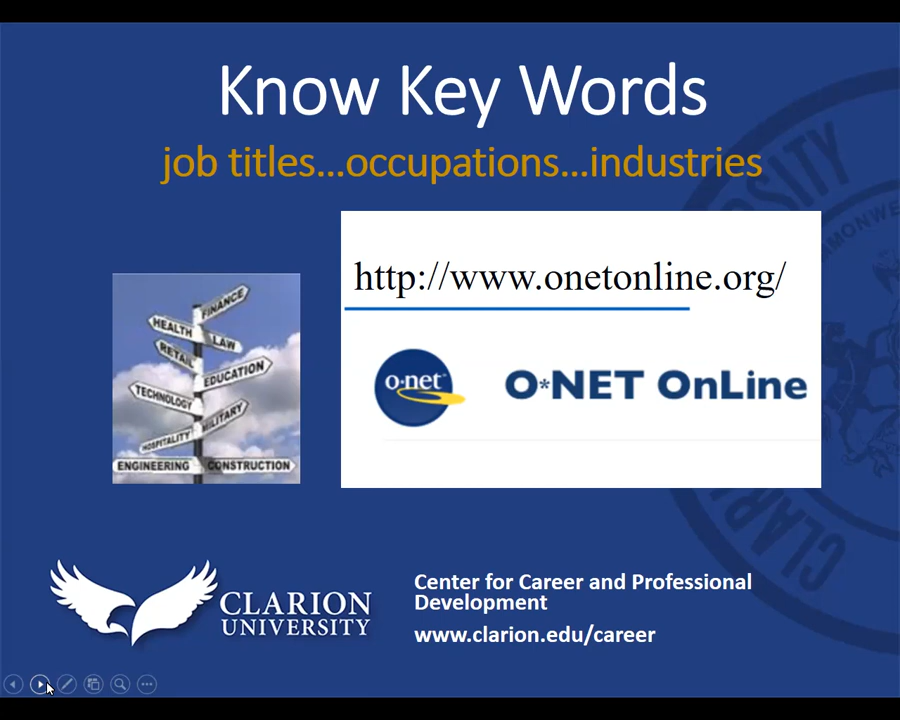 Know Key Words
job titles...occupations...industries
http://www.onetonline.org/
FINANCE
HEALTH
LAW
RETAIL
EDUCATION
TECHNOLOGY
MILITARY
HOSPITALITY
ENGINEERING
CONSTRUCTION
o·net™
O*NET OnLine
CLARION
UNIVERSITY
Center for Career and Professional
Development
www.clarion.edu/career